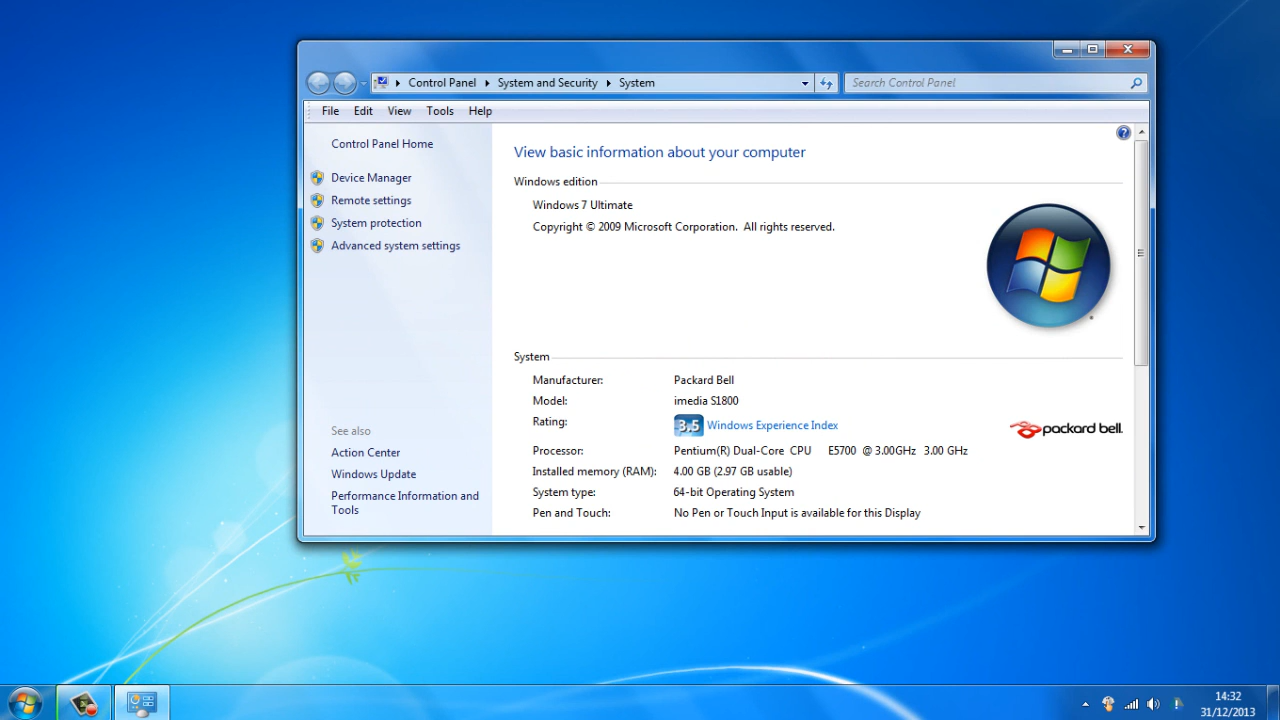 Control Panel System and Security System
Search Control Panel
File Edit View Tools Help
Control Panel Home
Device Manager
Remote settings
System protection
Advanced system settings
See also
Action Center
Windows Update
Performance Information and
Tools
View basic information about your computer
Windows edition
Windows 7 Ultimate
Copyright © 2009 Microsoft Corporation. All rights reserved.
System
Manufacturer: Packard Bell
Model: imedia S1800
Rating: 3,5 Windows Experience Index
packard bell.
Processor: Pentium(R) Dual-Core CPU E5700 @ 3.00GHz 3.00 GHz
Installed memory (RAM): 4.00 GB (2.97 GB usable)
System type: 64-bit Operating System
Pen and Touch: No Pen or Touch Input is available for this Display
14:32
31/12/2013